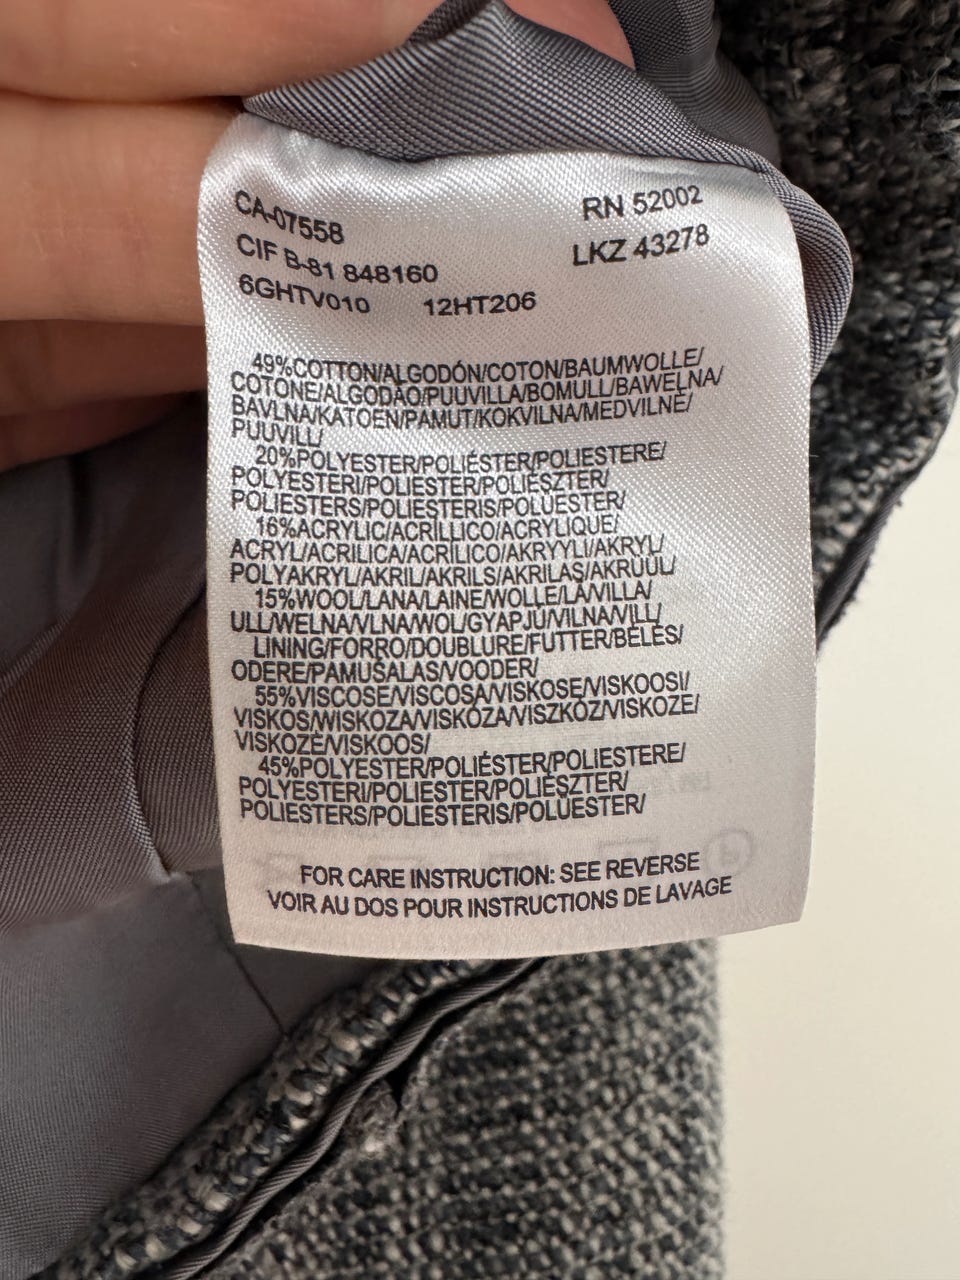 CA-07558
RN 52002
CIF B-81 848160
LKZ 43278
6GHTV010 12HT206
49%COTTON/ALGODÓN/COTON/BAUMWOLLE/
COTONE/ALGODÃO/PUUVILLA/BOMULL/BAWEŁNA/
BAVLNA/KATOEN/PAMUT/KOKVILNA/MEDVILNĖ/
PUUVILL/
20%POLYESTER/POLIÉSTER/POLIESTERE/
POLYESTERI/POLIESTER/POLIÉSZTER/
POLIESTERS/POLIESTERIS/POLÜESTER/
16%ACRYLIC/ACRÍLLICO/ACRYLIQUE/
ACRYL/ACRILICA/ACRÍLICO/AKRYYLI/AKRYL/
POLYAKRYL/AKRIL/AKRILS/AKRILAS/AKRUUL/
15%WOOL/LANA/LAINE/WOLLE/LÃ/VILLA/
ULL/WELNA/VLNA/WOL/GYAPJÚ/VILNA/VILL/
LINING/FORRO/DOUBLURE/FUTTER/BÉLÉS/
ODERE/PAMUŠALAS/VOODER/
55%VISCOSE/VISCOSA/VISKOSE/VISKOOSI/
VISKOS/WISKOZA/VISKÓZA/VISZKÓZ/VISKOZE/
VISKOZĖ/VISKOOS/
45%POLYESTER/POLIÉSTER/POLIESTERE/
POLYESTERI/POLIESTER/POLIÉSZTER/
POLIESTERS/POLIESTERIS/POLÜESTER/
FOR CARE INSTRUCTION: SEE REVERSE
VOIR AU DOS POUR INSTRUCTIONS DE LAVAGE